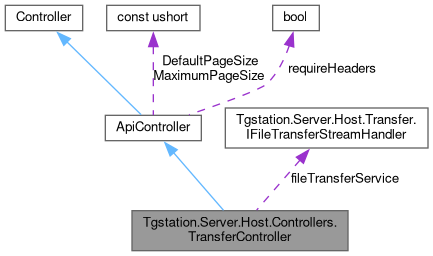 Controller
const ushort
bool
DefaultPageSize
MaximumPageSize
requireHeaders
ApiController
Tgstation.Server.Host.Transfer.
IFileTransferStreamHandler
fileTransferService
Tgstation.Server.Host.Controllers.
TransferController